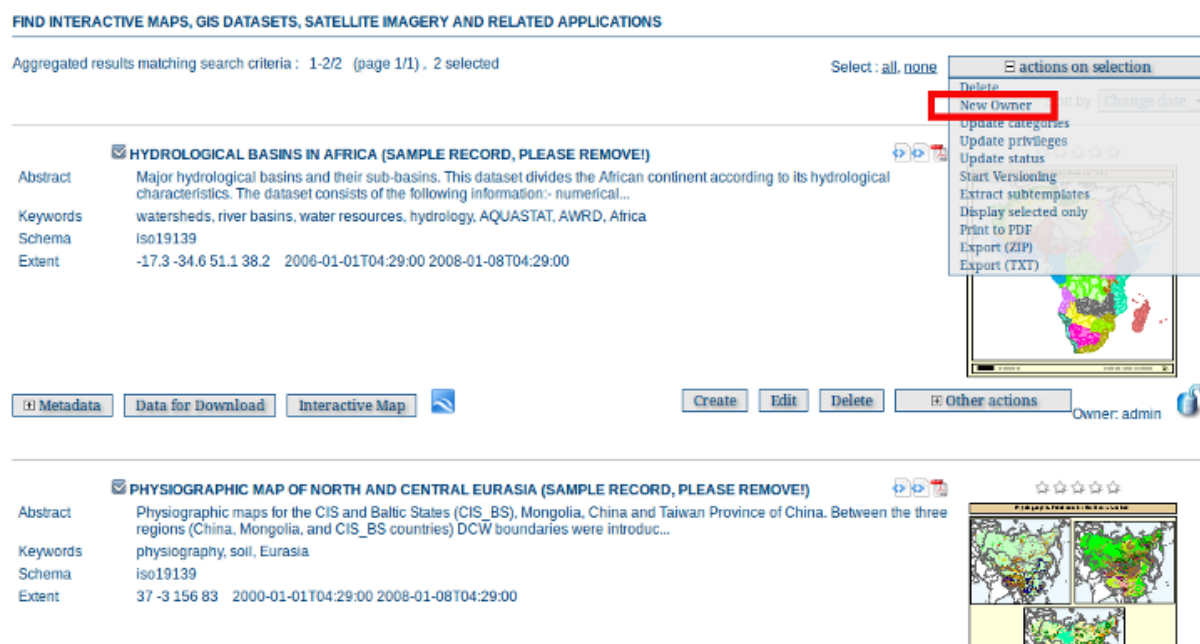 FIND INTERACTIVE MAPS, GIS DATASETS, SATELLITE IMAGERY AND RELATED APPLICATIONS
Aggregated results matching search criteria : 1-2/2 (page 1/1) , 2 selected
Select : all, none
actions on selection
Delete
New Owner
Update categories
Update privileges
Update status
Start Versioning
Extract subtemplates
Display selected only
Print to PDF
Export (ZIP)
Export (TXT)
Sort by Change date
HYDROLOGICAL BASINS IN AFRICA (SAMPLE RECORD, PLEASE REMOVE!)
Abstract Major hydrological basins and their sub-basins. This dataset divides the African continent according to its hydrological
characteristics. The dataset consists of the following information:- numerical...
Keywords watersheds, river basins, water resources, hydrology, AQUASTAT, AWRD, Africa
Schema iso19139
Extent -17.3 -34.6 51.1 38.2 2006-01-01T04:29:00 2008-01-08T04:29:00
Metadata Data for Download Interactive Map
Create Edit Delete Other actions
Owner: admin
PHYSIOGRAPHIC MAP OF NORTH AND CENTRAL EURASIA (SAMPLE RECORD, PLEASE REMOVE!)
Abstract Physiographic maps for the CIS and Baltic States (CIS_BS), Mongolia, China and Taiwan Province of China. Between the three
regions (China, Mongolia, and CIS_BS countries) DCW boundaries were introduc...
Keywords physiography, soil, Eurasia
Schema iso19139
Extent 37 -3 156 83 2000-01-01T04:29:00 2008-01-08T04:29:00